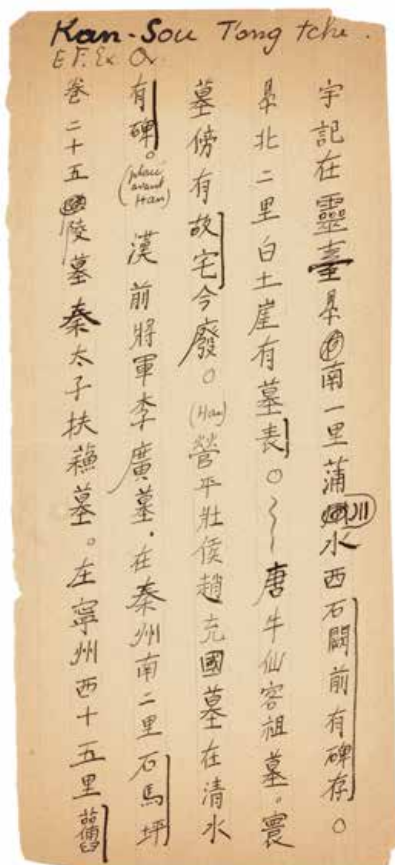 Kan-Sou Tong tche.
E F. Ex O.
卷二十五陵墓秦太子扶蘓墓。在寧州西十五里舊
有碑。(placé avant Han) 漢前將軍李廣墓．在秦州南二里石馬坪
墓傍有故宅今廢。(Han) 營平壯侯趙充國墓在清水
県北二里白土崖有墓表。唐牛仙客祖墓。寰
宇記在靈臺県南一里蒲川水西石闕前有碑存。